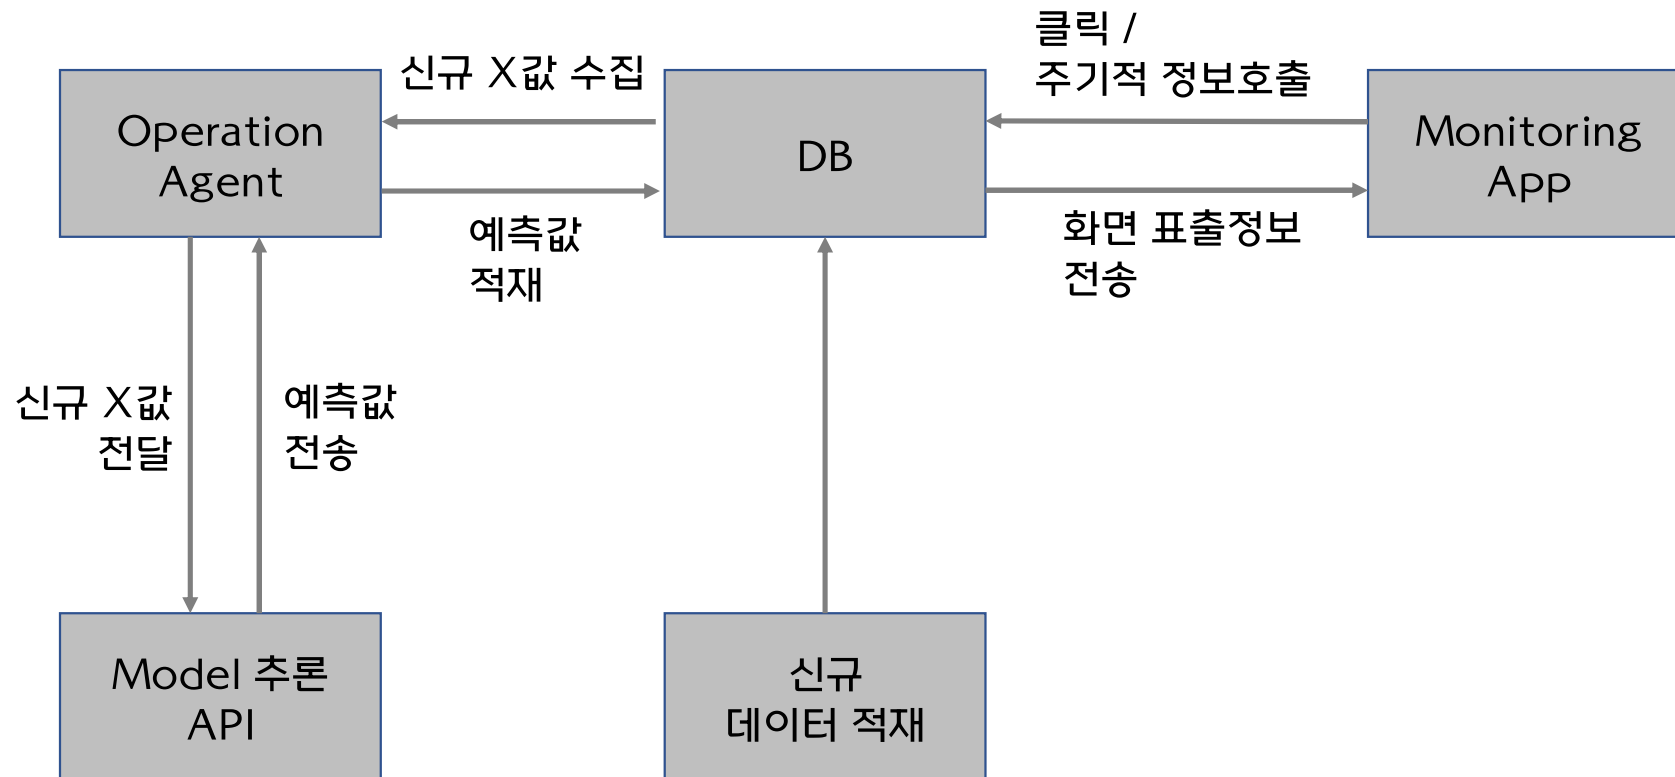 클릭 /
주기적 정보호출
신규 X값 수집
Operation
Agent
DB
Monitoring
App
예측값
적재
화면 표출정보
전송
신규 X값
전달
예측값
전송
Model 추론
API
신규
데이터 적재